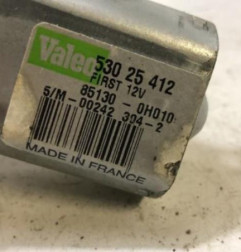 Valeo 530 25 412
FIRST 12V
85130 - 0H010
S/M-00242 394-2
MADE IN FRANCE